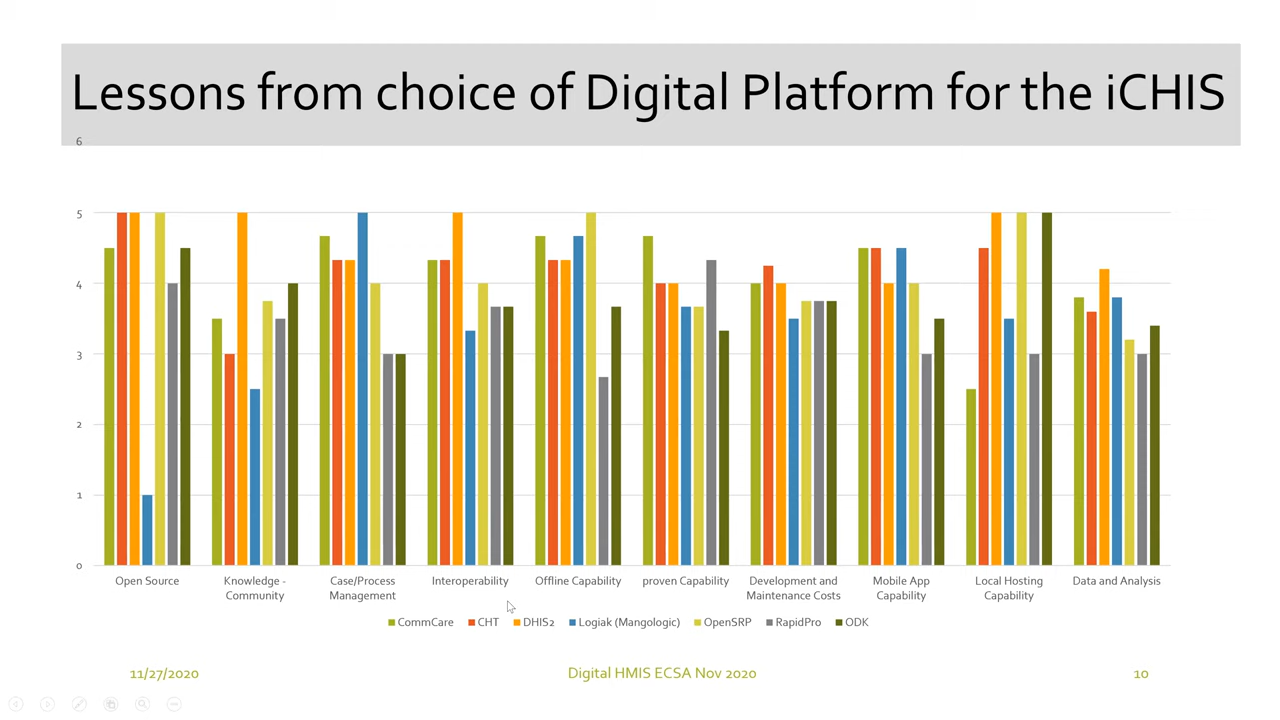 Lessons from choice of Digital Platform for the iCHIS
6
5
4
3
2
1
0
Open Source
Knowledge -
Community
Case/Process
Management
Interoperability
Offline Capability
proven Capability
Development and
Maintenance Costs
Mobile App
Capability
Local Hosting
Capability
Data and Analysis
CommCare CHT DHIS2 Logiak (Mangologic) OpenSRP RapidPro ODK
11/27/2020 Digital HMIS ECSA Nov 2020 10